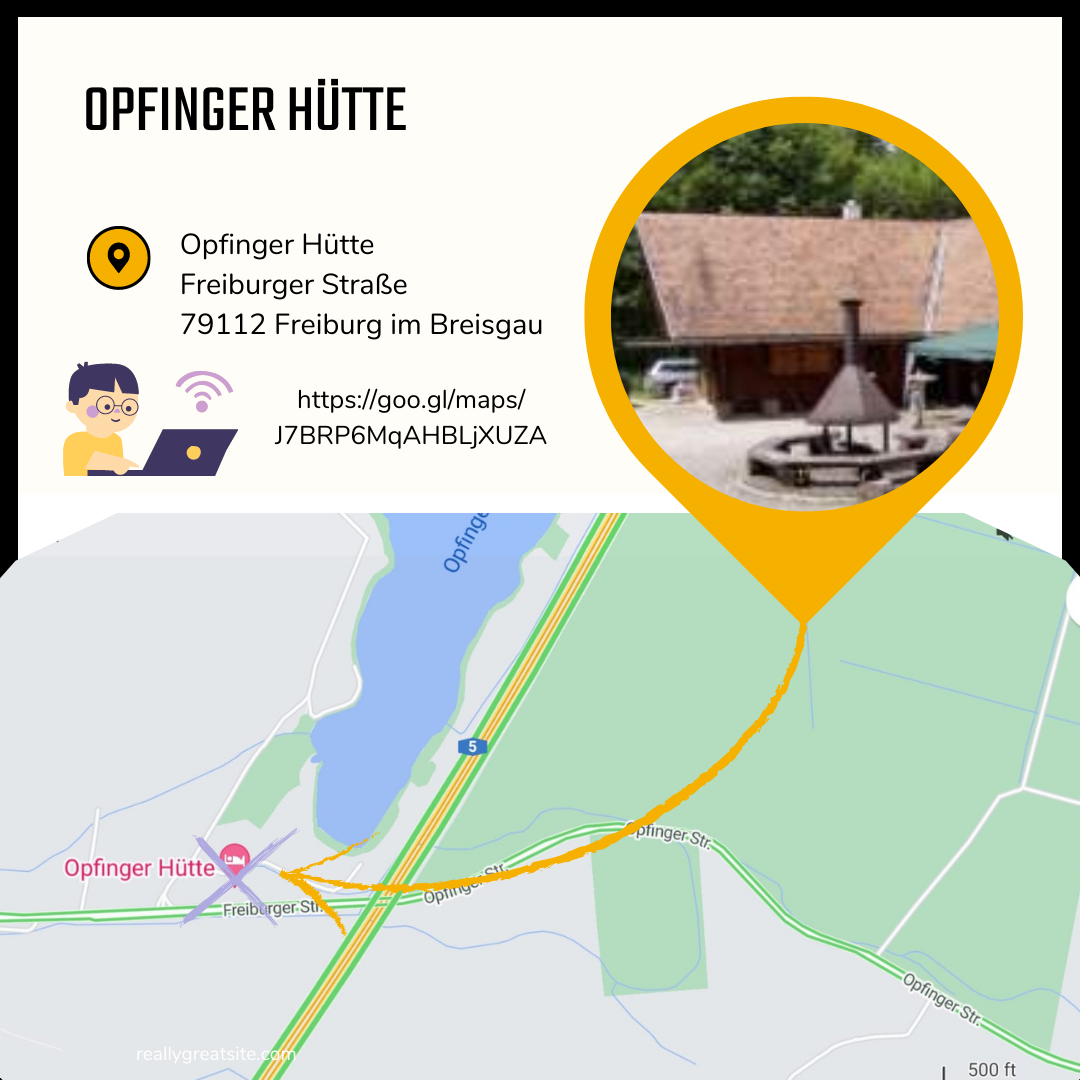 OPFINGER HÜTTE
Opfinger Hütte
Freiburger Straße
79112 Freiburg im Breisgau
https://goo.gl/maps/
J7BRP6MqAHBLjXUZA
Opfinge
5
Opfinger Str.
Opfinger Hütte
Opfinger Str.
Freiburger Str.
Opfinger Str.
reallygreatsite.com
500 ft